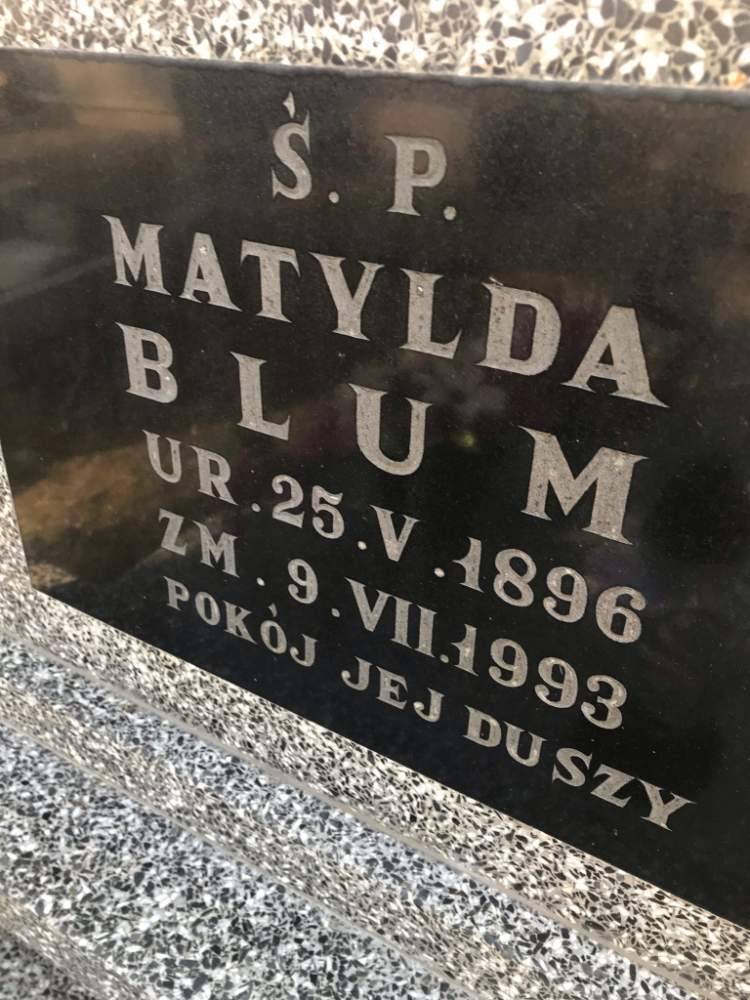 Ś. P.
MATYLDA
BLUM
UR. 25. V. 1896
ZM. 9. VII. 1993
POKÓJ JEJ DUSZY